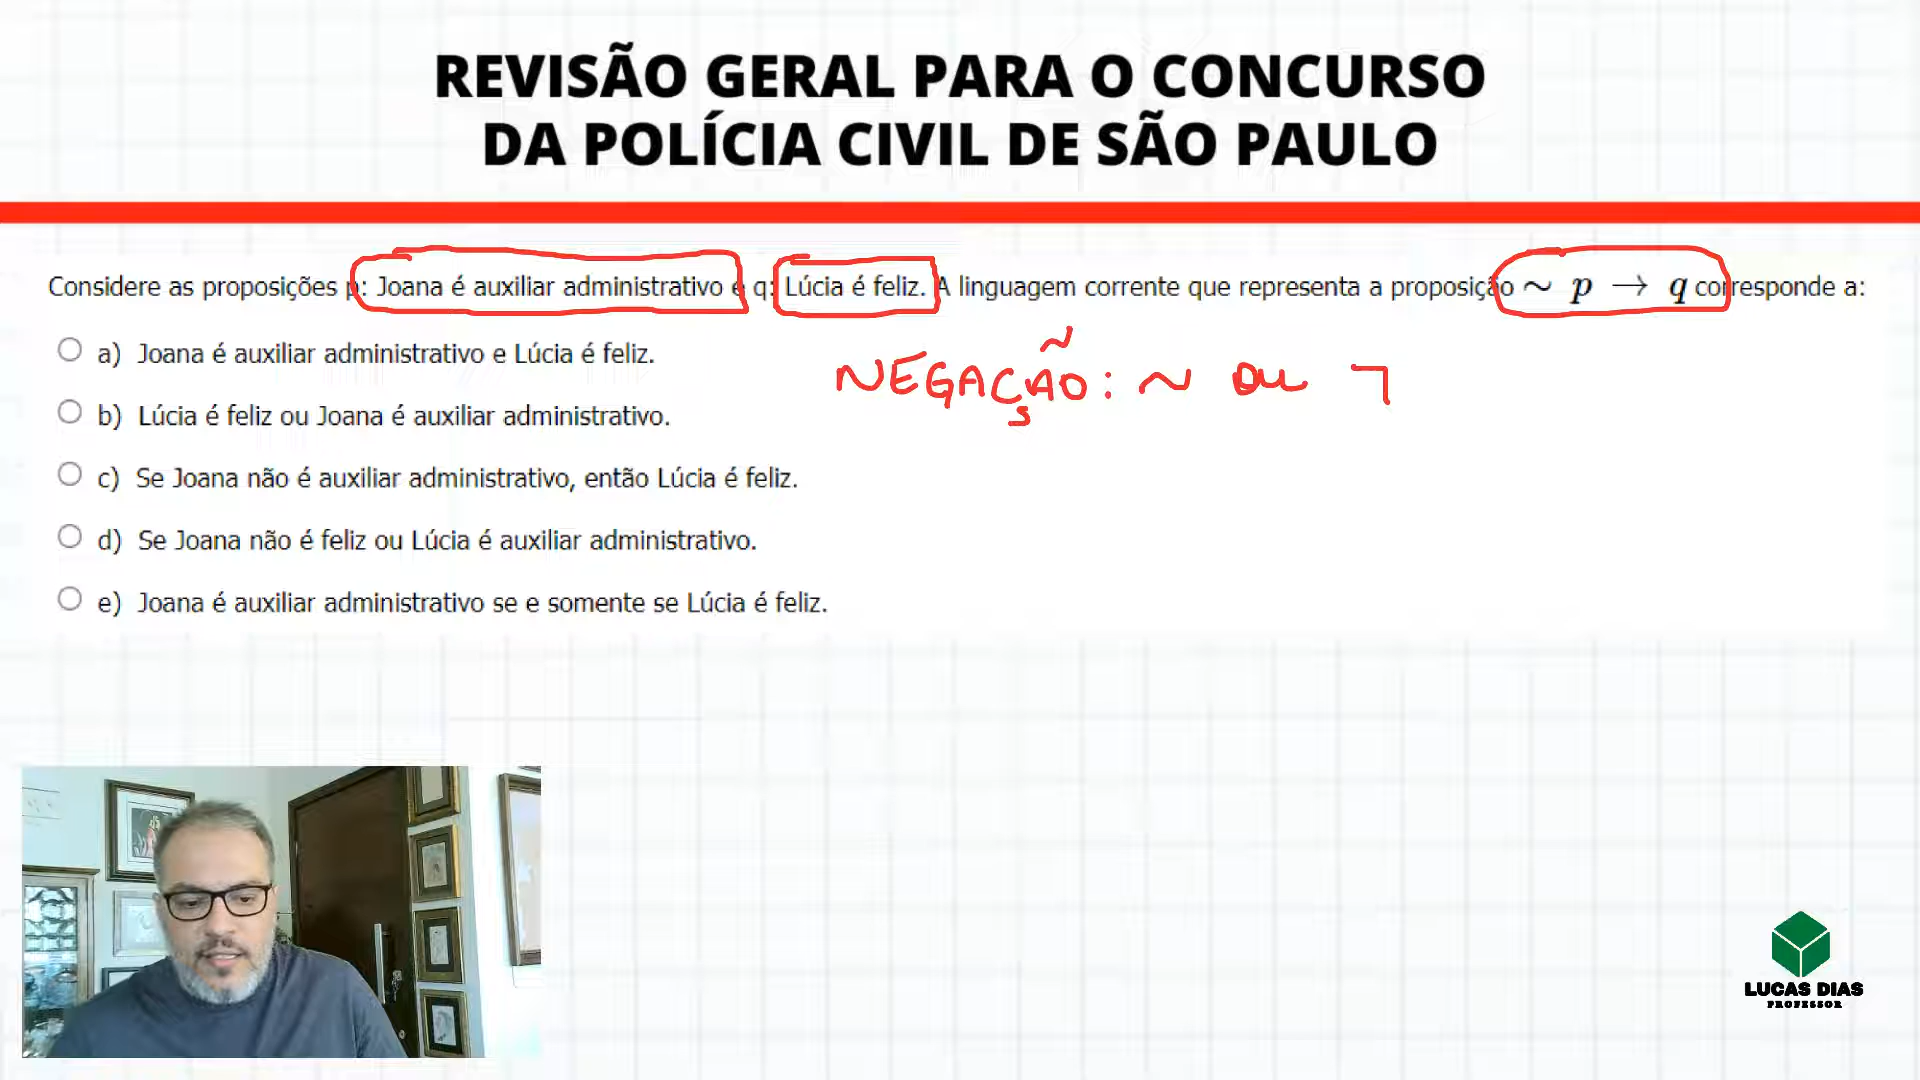 REVISÃO GERAL PARA O CONCURSO
DA POLÍCIA CIVIL DE SÃO PAULO
Considere as proposições p: Joana é auxiliar administrativo e q: Lúcia é feliz. A linguagem corrente que representa a proposição ~ p → q corresponde a:
a) Joana é auxiliar administrativo e Lúcia é feliz.
NEGAÇÃO: ~ OU ¬
b) Lúcia é feliz ou Joana é auxiliar administrativo.
c) Se Joana não é auxiliar administrativo, então Lúcia é feliz.
d) Se Joana não é feliz ou Lúcia é auxiliar administrativo.
e) Joana é auxiliar administrativo se e somente se Lúcia é feliz.
LUCAS DIAS
PROFESSOR